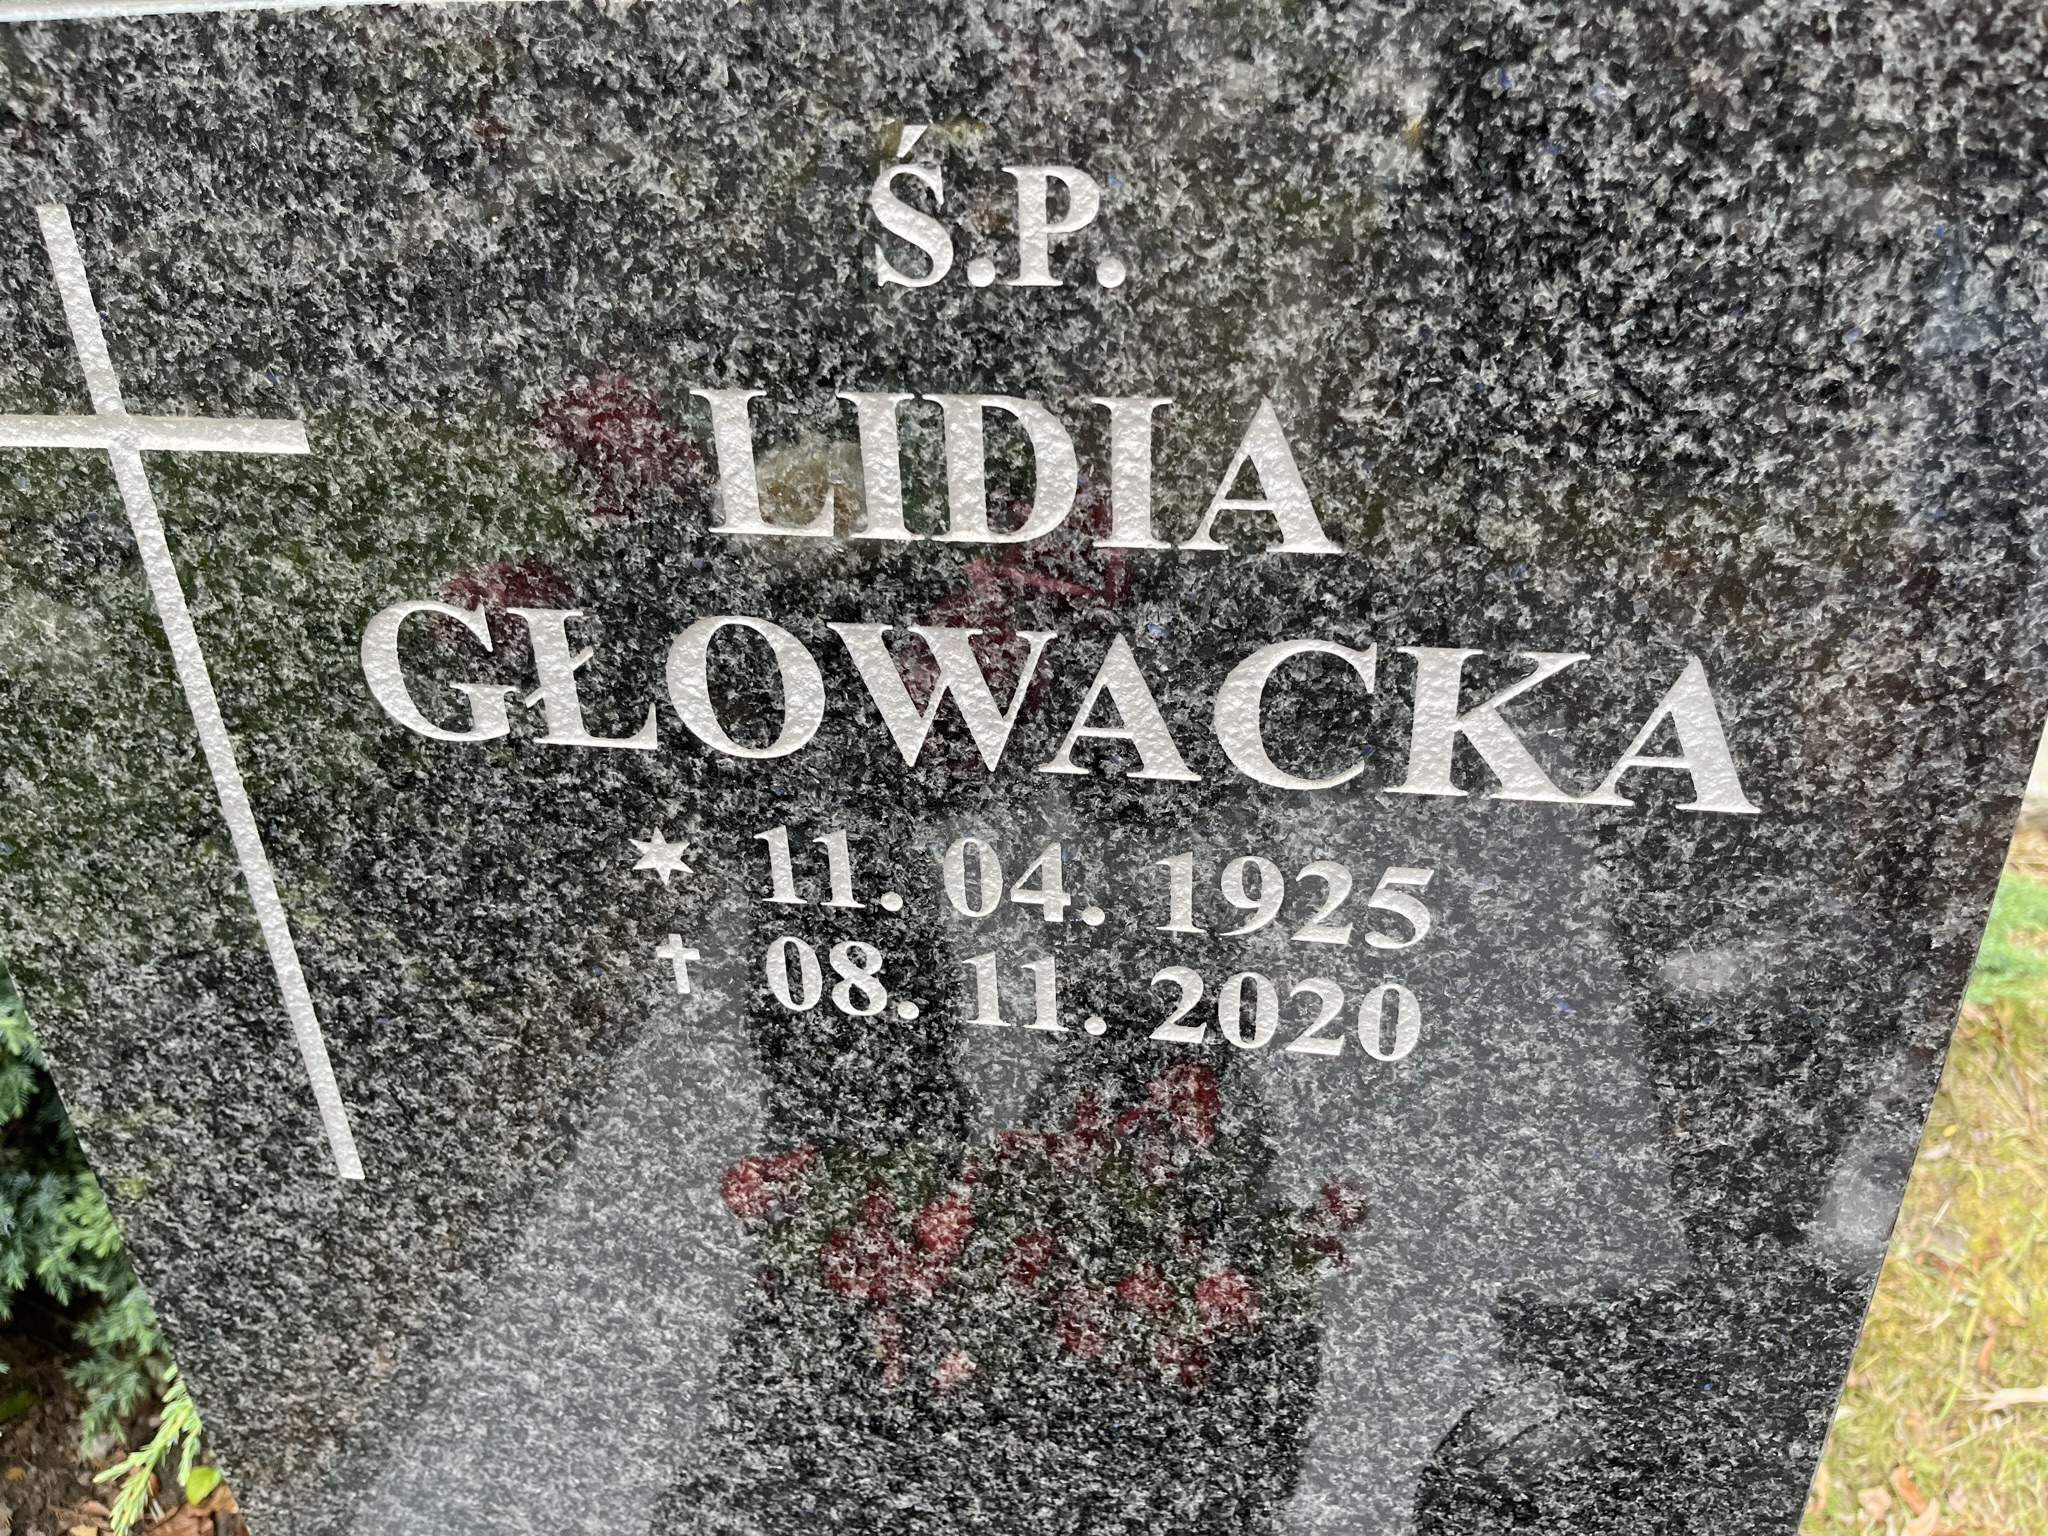 Ś.P.
LIDIA
GŁOWACKA
✶ 11. 04. 1925
✝ 08. 11. 2020